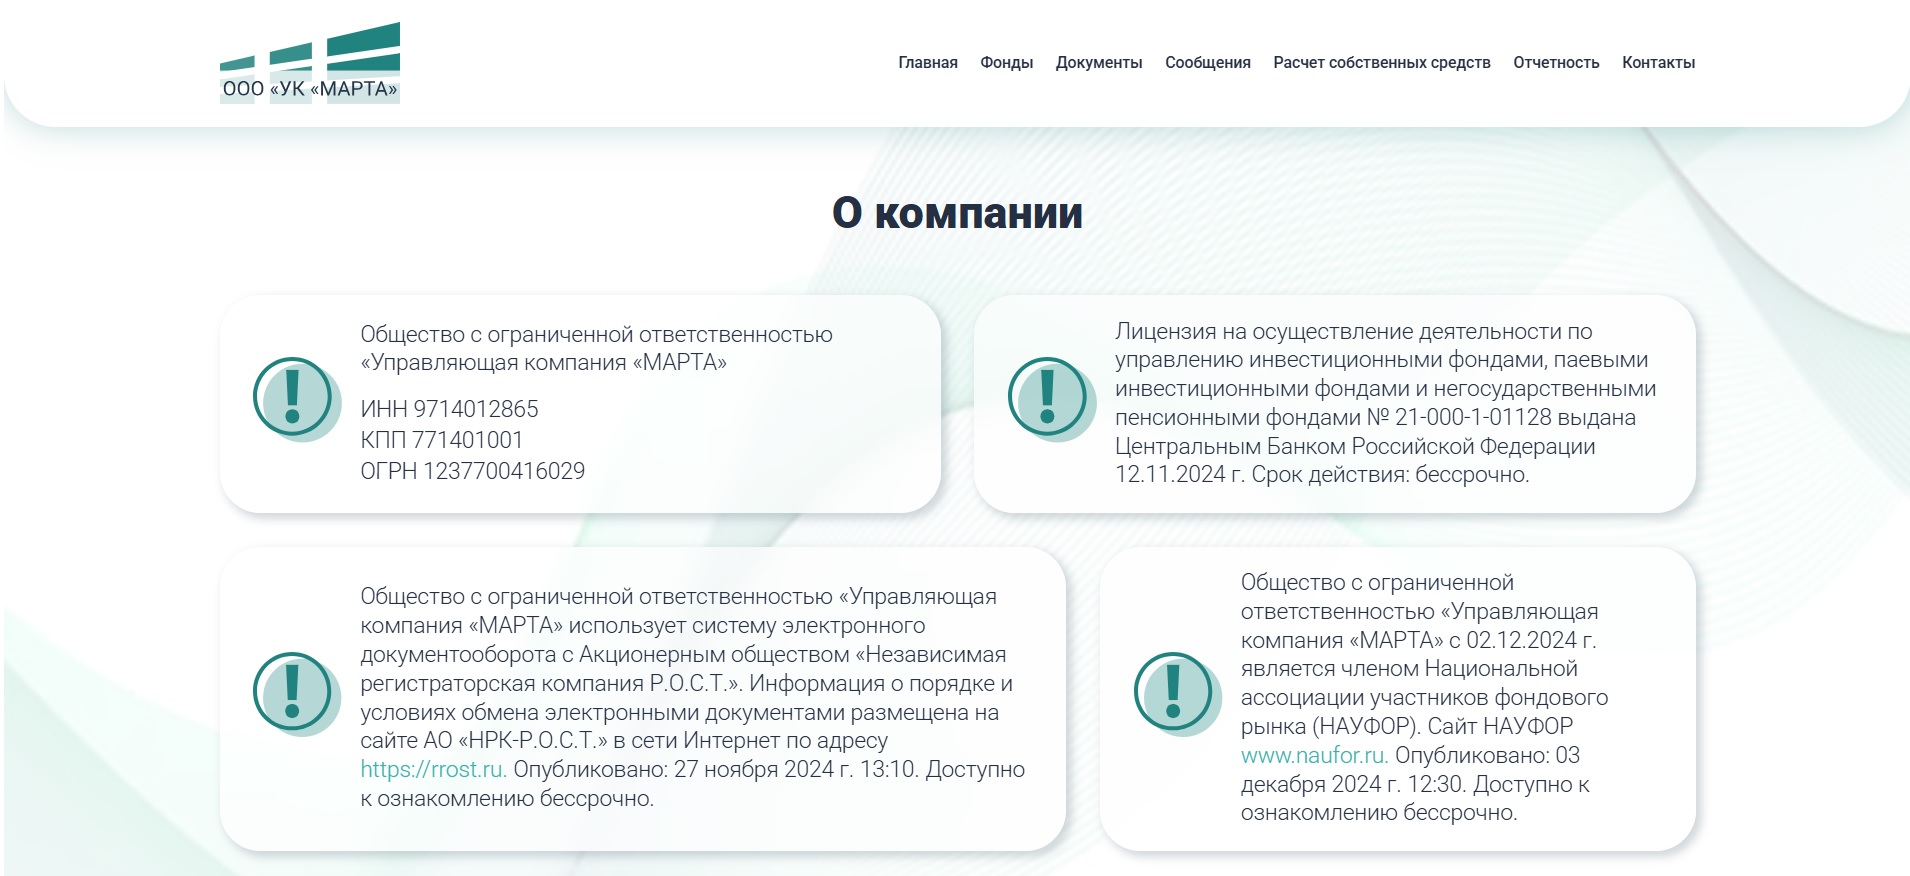 ООО «УК «МАРТА»
Главная Фонды Документы Сообщения Расчет собственных средств Отчетность Контакты
О компании
Общество с ограниченной ответственностью
«Управляющая компания «МАРТА»
ИНН 9714012865
КПП 771401001
ОГРН 1237700416029
Лицензия на осуществление деятельности по
управлению инвестиционными фондами, паевыми
инвестиционными фондами и негосударственными
пенсионными фондами № 21-000-1-01128 выдана
Центральным Банком Российской Федерации
12.11.2024 г. Срок действия: бессрочно.
Общество с ограниченной ответственностью «Управляющая
компания «МАРТА» использует систему электронного
документооборота с Акционерным обществом «Независимая
регистраторская компания Р.О.С.Т.». Информация о порядке и
условиях обмена электронными документами размещена на
сайте АО «НРК-Р.О.С.Т.» в сети Интернет по адресу
https://rrost.ru. Опубликовано: 27 ноября 2024 г. 13:10. Доступно
к ознакомлению бессрочно.
Общество с ограниченной
ответственностью «Управляющая
компания «МАРТА» с 02.12.2024 г.
является членом Национальной
ассоциации участников фондового
рынка (НАУФОР). Сайт НАУФОР
www.naufor.ru. Опубликовано: 03
декабря 2024 г. 12:30. Доступно к
ознакомлению бессрочно.